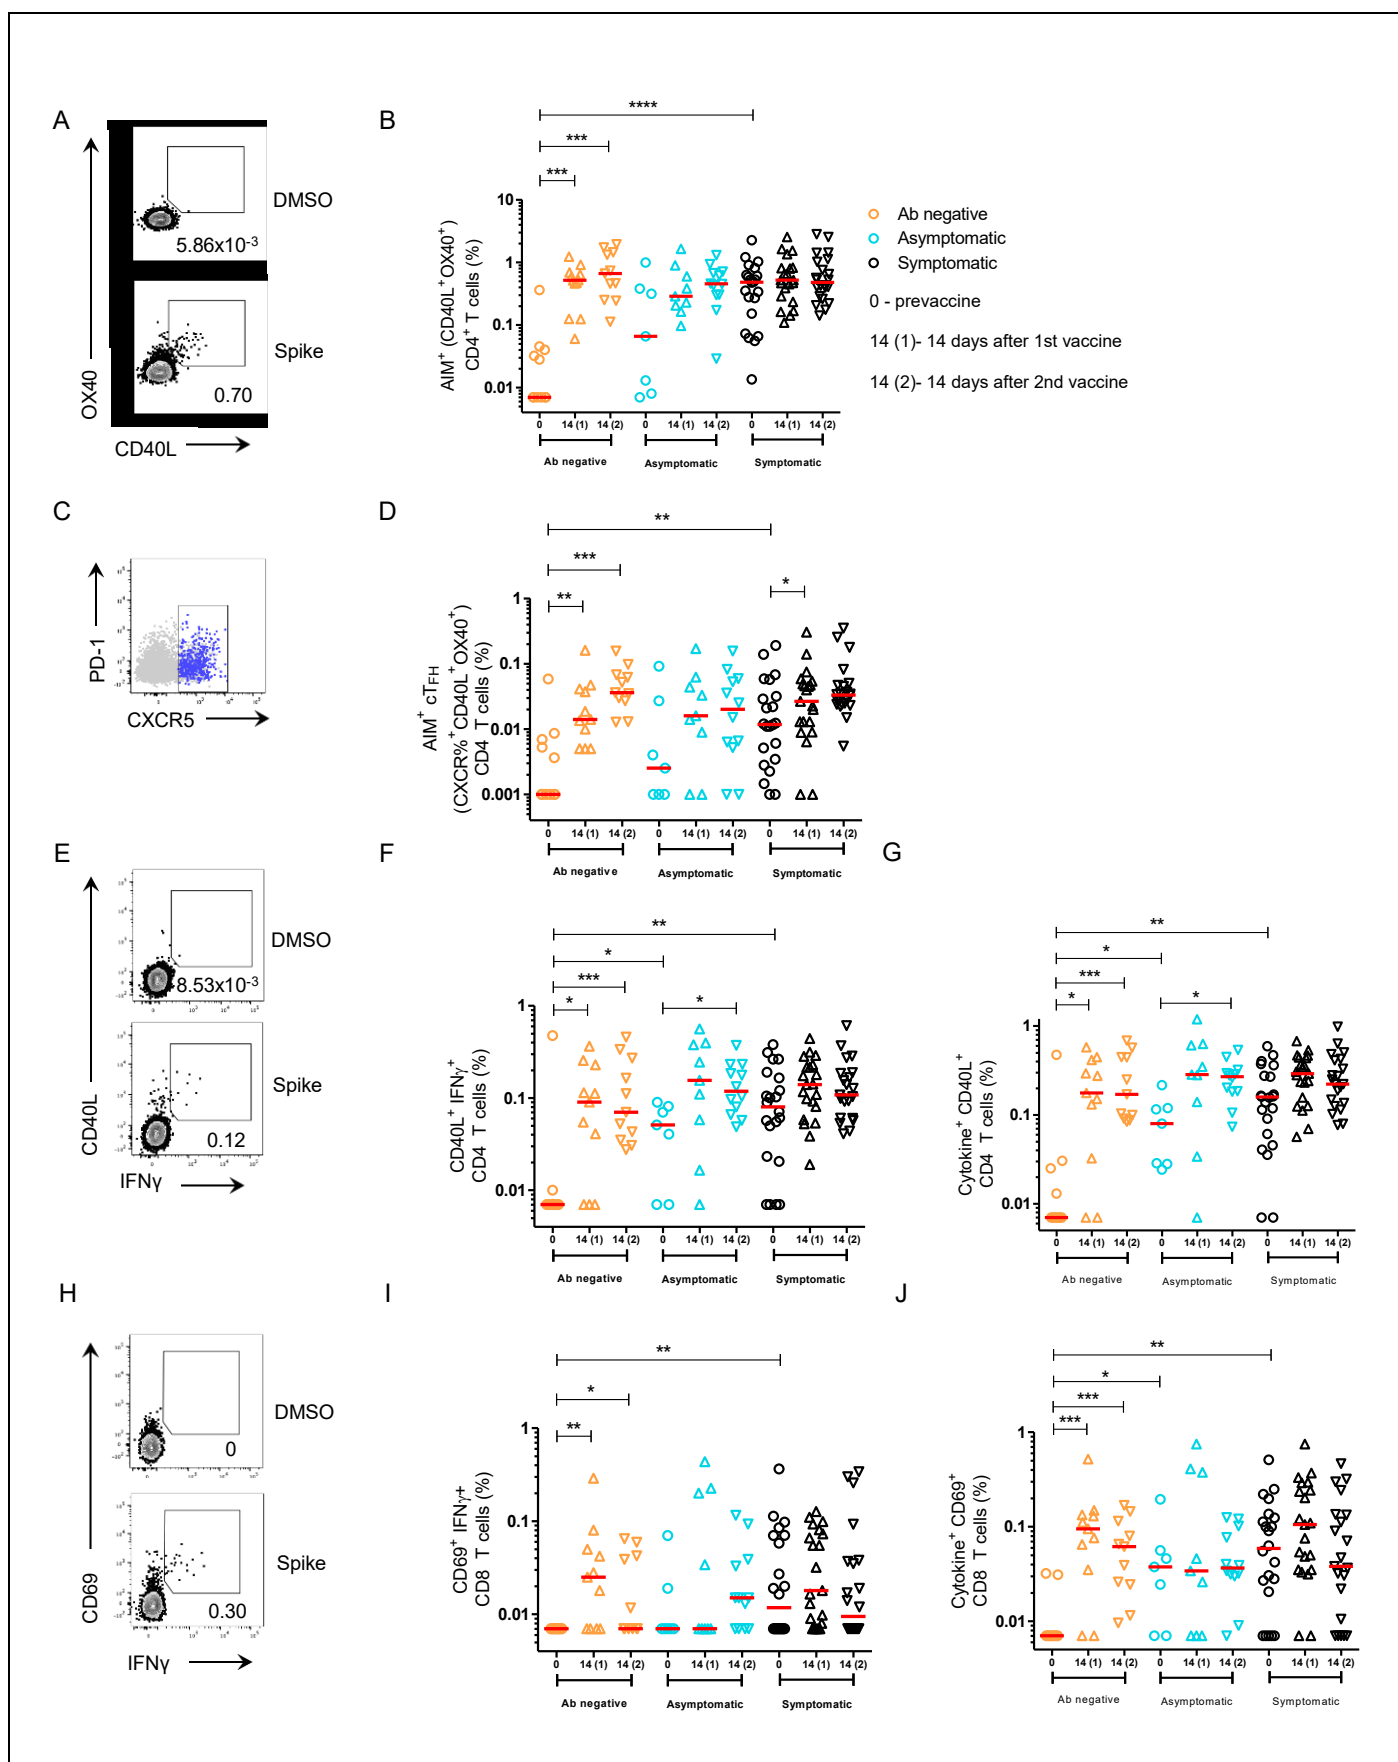 A
OX40
DMSO
5.86x10-3
Spike
0.70
CD40L
B
****
***
***
AIM+ (CD40L+OX40+)
CD4+ T cells (%)
10
1
0.1
0.01
0 14 (1) 14 (2) 0 14 (1) 14 (2) 0 14 (1) 14 (2)
Ab negative Asymptomatic Symptomatic
Ab negative
Asymptomatic
Symptomatic
0 - prevaccine
14 (1)- 14 days after 1st vaccine
14 (2)- 14 days after 2nd vaccine
C
PD-1
CXCR5
D
**
***
**
*
AIM+ cTFH
(CXCR%+CD40L+OX40+)
CD4 T cells (%)
1
0.1
0.01
0.001
0 14 (1) 14 (2) 0 14 (1) 14 (2) 0 14 (1) 14 (2)
Ab negative Asymptomatic Symptomatic
E
CD40L
DMSO
8.53x10-3
Spike
0.12
IFNγ
F
**
*
***
*
*
CD40L+ IFNγ+
CD4 T cells (%)
1
0.1
0.01
0 14 (1) 14 (2) 0 14 (1) 14 (2) 0 14 (1) 14 (2)
Ab negative Asymptomatic Symptomatic
G
**
*
***
*
*
Cytokine+ CD40L+
CD4 T cells (%)
1
0.1
0.01
0 14 (1) 14 (2) 0 14 (1) 14 (2) 0 14 (1) 14 (2)
Ab negative Asymptomatic Symptomatic
H
CD69
DMSO
0
Spike
0.30
IFNγ
I
**
*
**
CD69+ IFNγ+
CD8 T cells (%)
1
0.1
0.01
0 14 (1) 14 (2) 0 14 (1) 14 (2) 0 14 (1) 14 (2)
Ab negative Asymptomatic Symptomatic
J
**
*
***
***
Cytokine+ CD69+
CD8 T cells (%)
1
0.1
0.01
0 14 (1) 14 (2) 0 14 (1) 14 (2) 0 14 (1) 14 (2)
Ab negative Asymptomatic Symptomatic